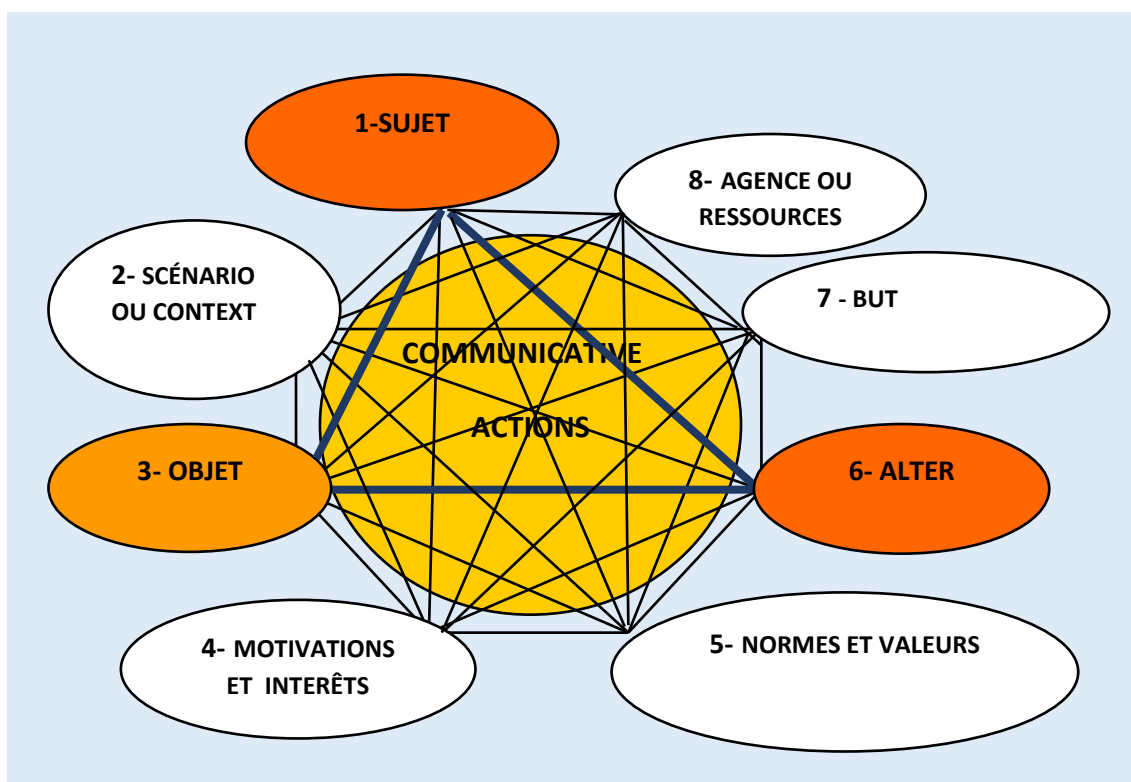 1-SUJET
8- AGENCE OU
RESSOURCES
2- SCÉNARIO
OU CONTEXT
7 - BUT
COMMUNICATIVE
ACTIONS
3- OBJET
6- ALTER
4- MOTIVATIONS
ET INTERÊTS
5- NORMES ET VALEURS